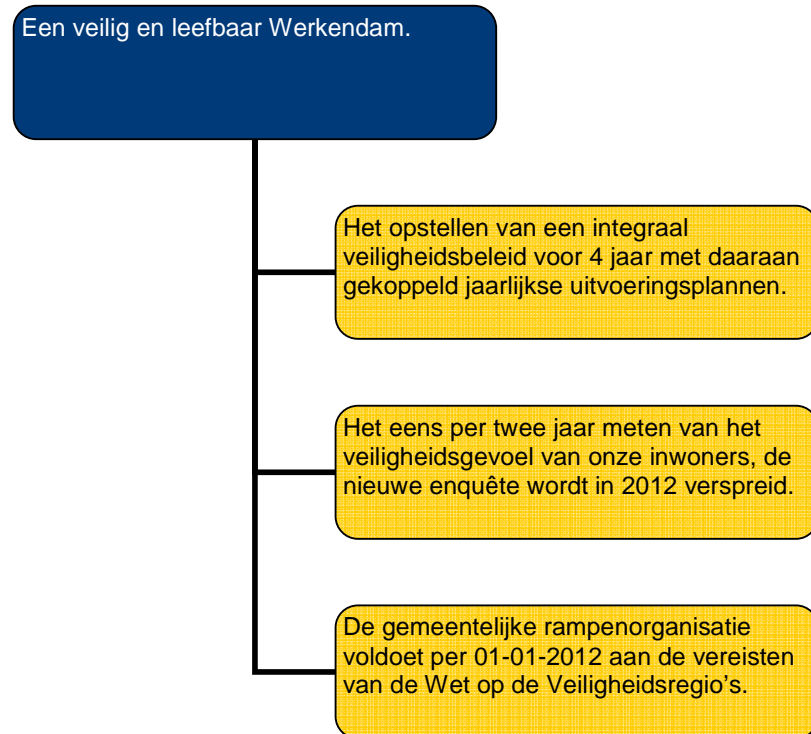 Een veilig en leefbaar Werkendam.
Het opstellen van een integraal
veiligheidsbeleid voor 4 jaar met daaraan
gekoppeld jaarlijkse uitvoeringsplannen.
Het eens per twee jaar meten van het
veiligheidsgevoel van onze inwoners, de
nieuwe enquête wordt in 2012 verspreid.
De gemeentelijke rampenorganisatie
voldoet per 01-01-2012 aan de vereisten
van de Wet op de Veiligheidsregio’s.